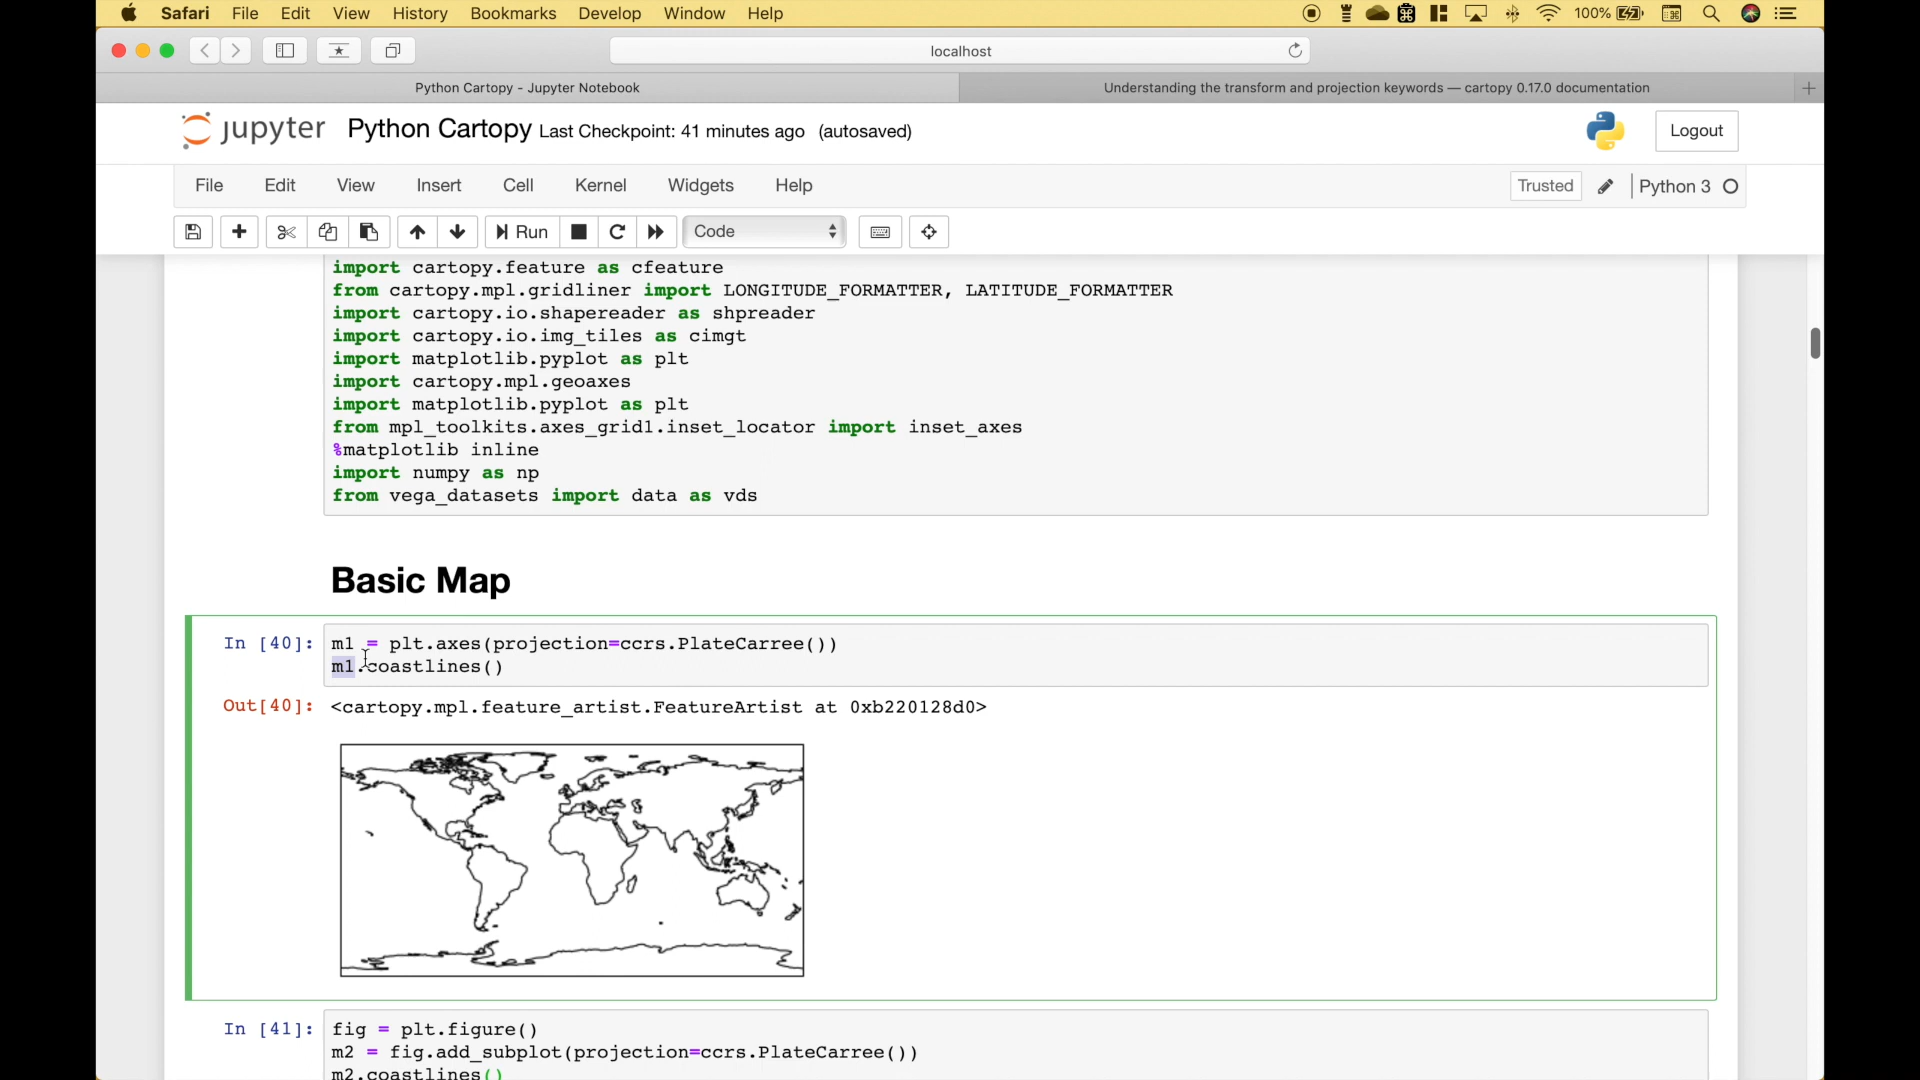 Safari File Edit View History Bookmarks Develop Window Help 100%
localhost
Python Cartopy - Jupyter Notebook
Understanding the transform and projection keywords — cartopy 0.17.0 documentation
jupyter Python Cartopy Last Checkpoint: 41 minutes ago (autosaved) Logout
File Edit View Insert Cell Kernel Widgets Help Trusted Python 3
Run Code
import cartopy.feature as cfeature
from cartopy.mpl.gridliner import LONGITUDE_FORMATTER, LATITUDE_FORMATTER
import cartopy.io.shapereader as shpreader
import cartopy.io.img_tiles as cimgt
import matplotlib.pyplot as plt
import cartopy.mpl.geoaxes
import matplotlib.pyplot as plt
from mpl_toolkits.axes_grid1.inset_locator import inset_axes
%matplotlib inline
import numpy as np
from vega_datasets import data as vds
Basic Map
In [40]: m1 = plt.axes(projection=ccrs.PlateCarree())
m1.coastlines()
Out[40]: <cartopy.mpl.feature_artist.FeatureArtist at 0xb220128d0>
In [41]: fig = plt.figure()
m2 = fig.add_subplot(projection=ccrs.PlateCarree())
m2.coastlines()